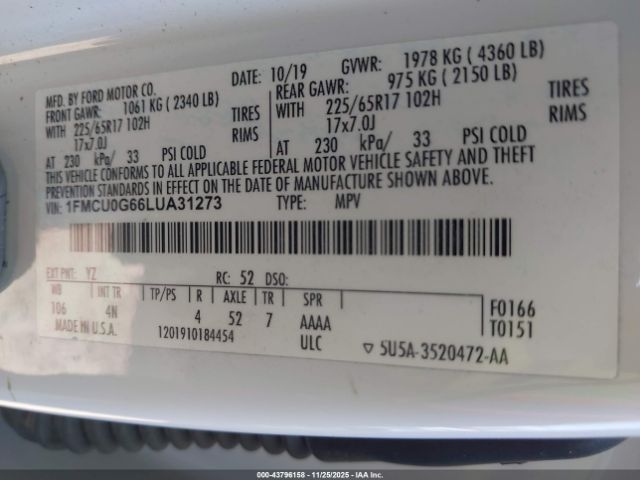 MFD. BY FORD MOTOR CO. DATE: 10/19 GVWR: 1978 KG ( 4360 LB)
FRONT GAWR: 1061 KG ( 2340 LB) REAR GAWR: 975 KG ( 2150 LB)
WITH 225/65R17 102H TIRES WITH 225/65R17 102H TIRES
17x7.0J RIMS 17x7.0J RIMS
AT 230 kPa/ 33 PSI COLD AT 230 kPa/ 33 PSI COLD
THIS VEHICLE CONFORMS TO ALL APPLICABLE FEDERAL MOTOR VEHICLE SAFETY AND THEFT
PREVENTION STANDARDS IN EFFECT ON THE DATE OF MANUFACTURE SHOWN ABOVE.
VIN: 1FMCU0G66LUA31273 TYPE: MPV
EXT PNT: YZ RC: 52 DSO:
WB INT TR TP/PS R AXLE TR SPR
106 4N 4 52 7 AAAA F0166
MADE IN U.S.A. 1201910184454 ULC T0151
5U5A-3520472-AA
00-43796158 - 11/25/2025 - IAA Inc.